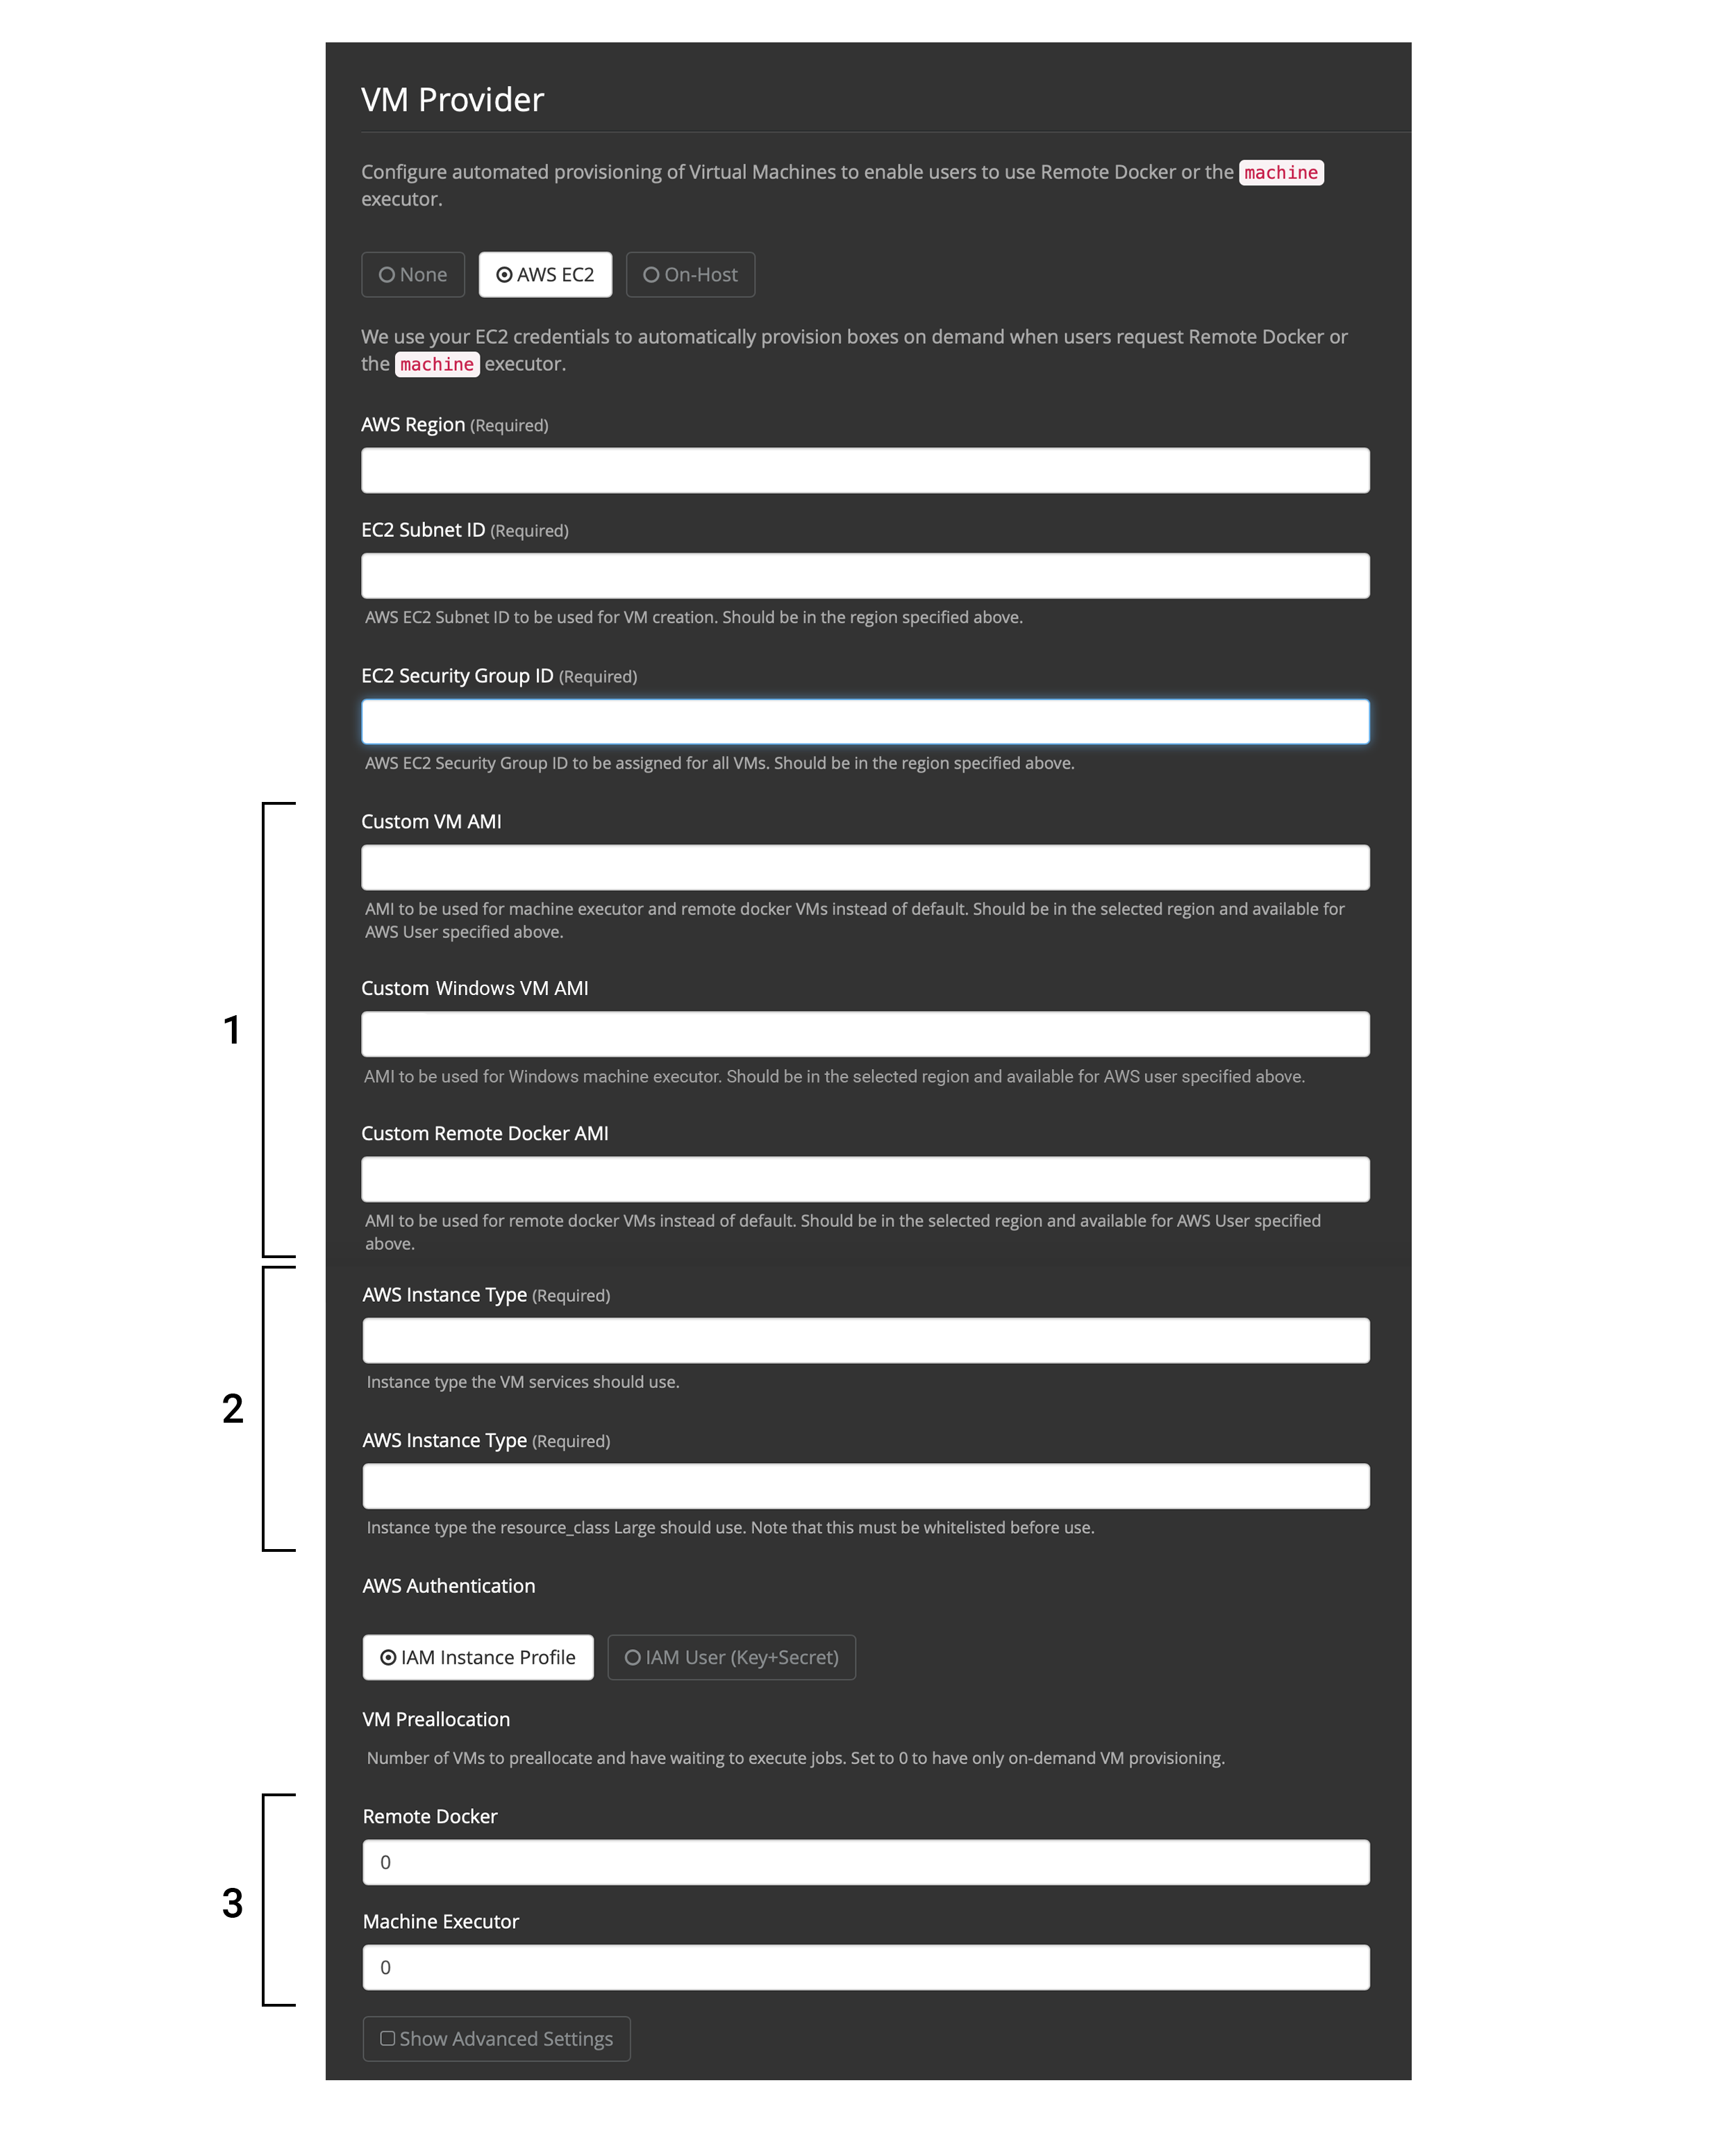 VM Provider
Configure automated provisioning of Virtual Machines to enable users to use Remote Docker or the machine
executor.
None
AWS EC2
On-Host
We use your EC2 credentials to automatically provision boxes on demand when users request Remote Docker or
the machine executor.
AWS Region (Required)
EC2 Subnet ID (Required)
AWS EC2 Subnet ID to be used for VM creation. Should be in the region specified above.
EC2 Security Group ID (Required)
AWS EC2 Security Group ID to be assigned for all VMs. Should be in the region specified above.
1
Custom VM AMI
AMI to be used for machine executor and remote docker VMs instead of default. Should be in the selected region and available for
AWS User specified above.
Custom Windows VM AMI
AMI to be used for Windows machine executor. Should be in the selected region and available for AWS user specified above.
Custom Remote Docker AMI
AMI to be used for remote docker VMs instead of default. Should be in the selected region and available for AWS User specified
above.
2
AWS Instance Type (Required)
Instance type the VM services should use.
AWS Instance Type (Required)
Instance type the resource_class Large should use. Note that this must be whitelisted before use.
AWS Authentication
IAM Instance Profile
IAM User (Key+Secret)
VM Preallocation
Number of VMs to preallocate and have waiting to execute jobs. Set to 0 to have only on-demand VM provisioning.
3
Remote Docker
0
Machine Executor
0
Show Advanced Settings